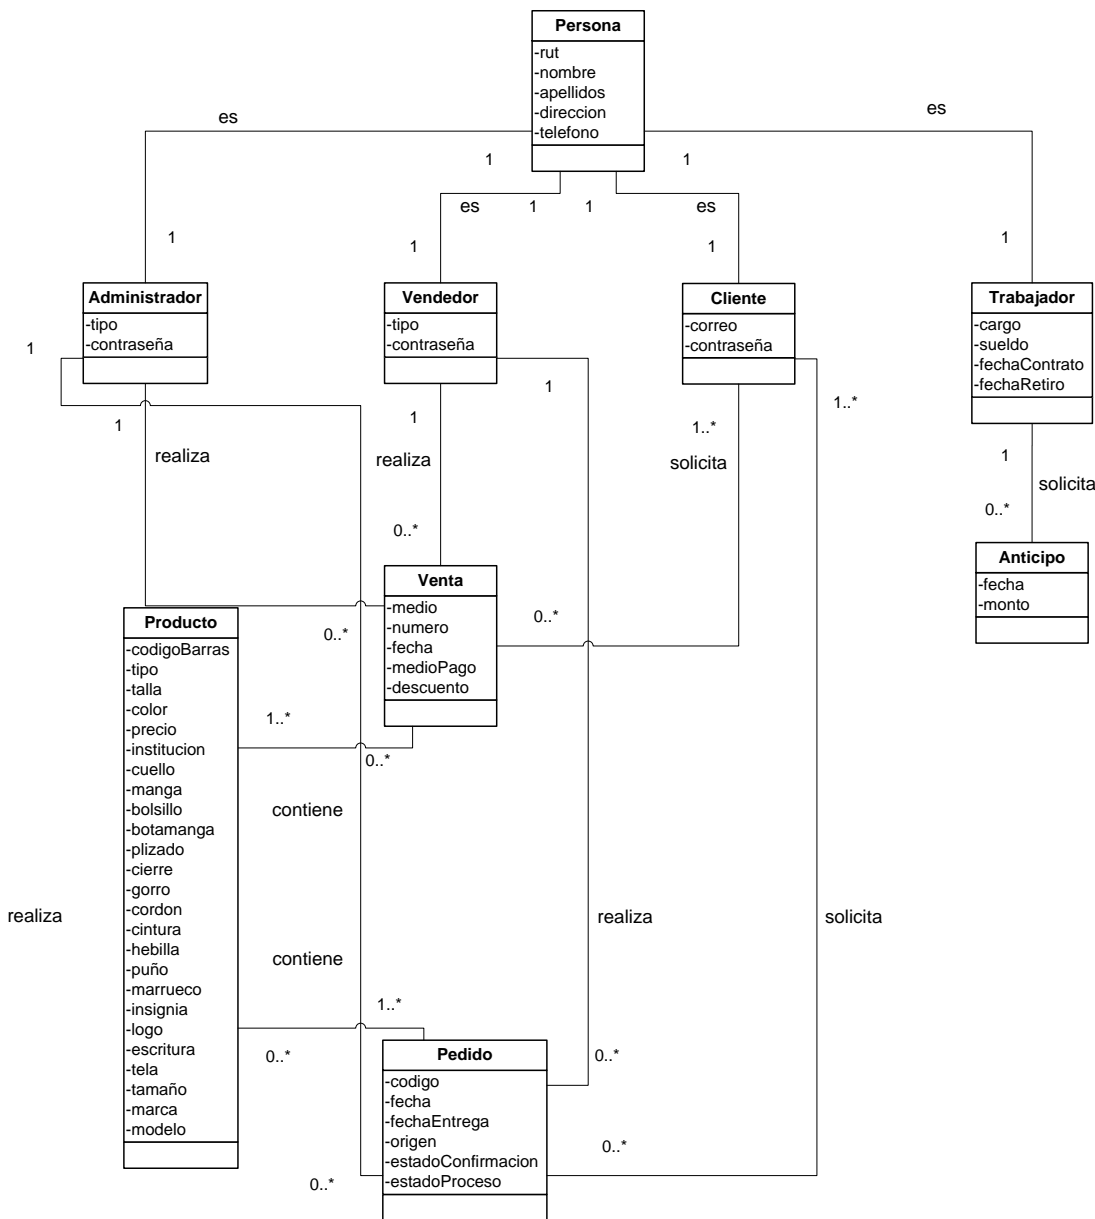 Persona
-rut
-nombre
-apellidos
-direccion
-telefono
es
es
1
1
es
1
1
es
1
1
1
1
Administrador
-tipo
-contraseña
Vendedor
-tipo
-contraseña
Cliente
-correo
-contraseña
Trabajador
-cargo
-sueldo
-fechaContrato
-fechaRetiro
1
1
1
1
1..*
1..*
realiza
realiza
solicita
1
solicita
0..*
0..*
Anticipo
-fecha
-monto
Venta
-medio
-numero
-fecha
-medioPago
-descuento
0..*
0..*
Producto
-codigoBarras
-tipo
-talla
-color
-precio
-institucion
-cuello
-manga
-bolsillo
-botamanga
-plizado
-cierre
-gorro
-cordon
-cintura
-hebilla
-puño
-marrueco
-insignia
-logo
-escritura
-tela
-tamaño
-marca
-modelo
1..*
0..*
contiene
realiza
realiza
solicita
contiene
1..*
0..*
0..*
Pedido
-codigo
-fecha
-fechaEntrega
-origen
-estadoConfirmacion
-estadoProceso
0..*
0..*